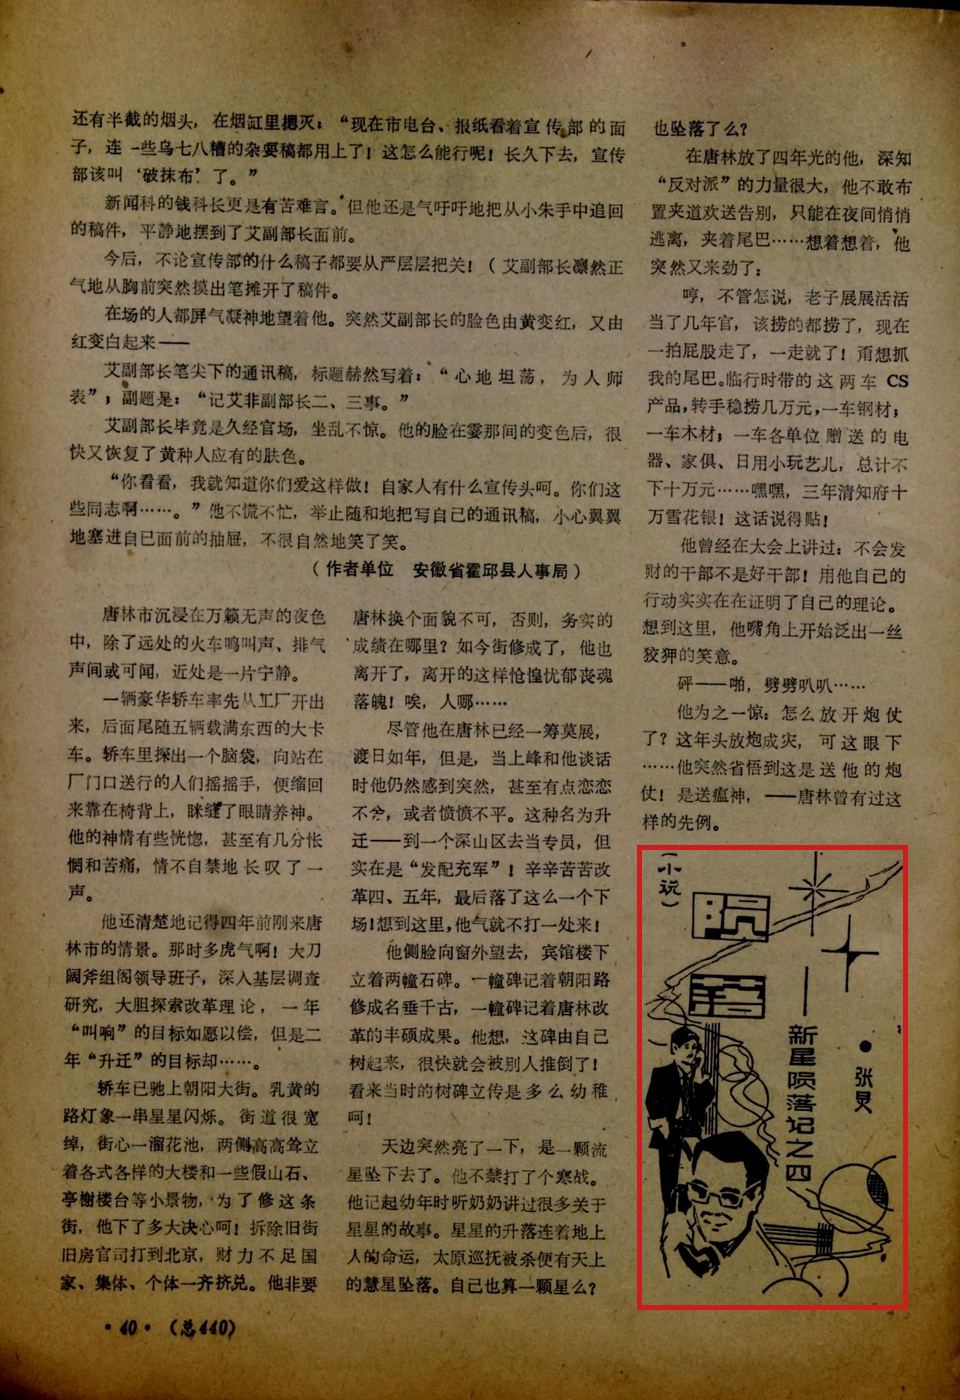 还有半截的烟头，在烟缸里摁灭：“现在市电台、报纸看着宣传部的面
子，连一些乌七八糟的杂要稿都用上了！这怎么能行呢！长久下去，宣传
部该叫‘破抹布’了。”
新闻科的钱科长更是有苦难言。但他还是气吁吁地把从小朱手中追回
的稿件，平静地摆到了艾副部长面前。
今后，不论宣传部的什么稿子都要从严层层把关！（艾副部长凛然正
气地从胸前突然摸出笔摊开了稿件。
在场的人都屏气凝神地望着他。突然艾副部长的脸色由黄变红，又由
红变白起来——
艾副部长笔尖下的通讯稿，标题赫然写着：“心地坦荡，为人师
表”；副题是：“记艾非副部长二、三事。”
艾副部长毕竟是久经官场，坐乱不惊。他的脸在霎那间的变色后，很
快又恢复了黄种人应有的肤色。
“你看看，我就知道你们爱这样做！自家人有什么宣传头呵。你们这
些同志啊……。”他不慌不忙，举止随和地把写自己的通讯稿，小心翼翼
地塞进自已面前的抽屉，不很自然地笑了笑。
（作者单位　安徽省霍邱县人事局）
唐林市沉浸在万籁无声的夜色
中，除了远处的火车鸣叫声、排气
声间或可闻，近处是一片宁静。
一辆豪华轿车率先从工厂开出
来，后面尾随五辆载满东西的大卡
车。轿车里探出一个脑袋，向站在
厂门口送行的人们摇摇手，便缩回
来靠在椅背上，眯缝了眼睛养神。
他的神情有些恍惚，甚至有几分怅
惘和苦痛，情不自禁地长叹了一
声。
他还清楚地记得四年前刚来唐
林市的情景。那时多虎气啊！大刀
阔斧组阁领导班子，深入基层调查
研究，大胆探索改革理论，一年
“叫响”的目标如愿以偿，但是二
年“升迁”的目标却……。
轿车已驰上朝阳大街。乳黄的
路灯象一串星星闪烁。街道很宽
绰，街心一溜花池，两侧高高耸立
着各式各样的大楼和一些假山石、
亭榭楼台等小景物，为了修这条
街，他下了多大决心呵！拆除旧街
旧房官司打到北京，财力不足国
家、集体、个体一齐挤兑。他非要
唐林换个面貌不可，否则，务实的
成绩在哪里？如今街修成了，他也
离开了，离开的这样怆惶忧郁丧魂
落魄！唉，人哪……
尽管他在唐林已经一筹莫展，
渡日如年，但是，当上峰和他谈话
时他仍然感到突然，甚至有点恋恋
不舍，或者愤愤不平。这种名为升
迁——到一个深山区去当专员，但
实在是“发配充军”！辛辛苦苦改
革四、五年，最后落了这么一个下
场！想到这里，他气就不打一处来！
他侧脸向窗外望去，宾馆楼下
立着两幢石碑。一幢碑记着朝阳路
修成名垂千古，一幢碑记着唐林改
革的丰硕成果。他想，这碑由自己
树起来，很快就会被别人推倒了！
看来当时的树碑立传是多么幼稚
呵！
天边突然亮了一下，是一颗流
星坠下去了。他不禁打了个寒战。
他记起幼年时听奶奶讲过很多关于
星星的故事。星星的升落连着地上
人的命运，太原巡抚被杀便有天上
的慧星坠落。自己也算一颗星么？
也坠落了么？
在唐林放了四年光的他，深知
“反对派”的力量很大，他不敢布
置夹道欢送告别，只能在夜间悄悄
逃离，夹着尾巴……想着想着，他
突然又来劲了：
哼，不管怎说，老子展展活活
当了几年官，该捞的都捞了，现在
一拍屁股走了，一走就了！甭想抓
我的尾巴。临行时带的这两车CS
产品，转手稳捞几万元，一车钢材；
一车木材；一车各单位赠送的电
器、家俱、日用小玩艺儿，总计不
下十万元……嘿嘿，三年清知府十
万雪花银！这话说得贴！
他曾经在大会上讲过：不会发
财的干部不是好干部！用他自己的
行动实实在在证明了自己的理论。
想到这里，他嘴角上开始泛出一丝
狡狎的笑意。
砰——啪，劈劈叭叭……
他为之一惊：怎么放开炮仗
了？这年头放炮成灾，可这眼下
……他突然省悟到这是送他的炮
仗！是送瘟神，——唐林曾有过这
样的先例。
（小说）
——新星陨落记之四
●张
·40·（总440）